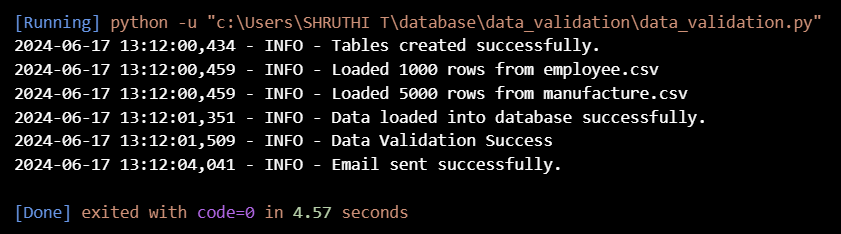 [Running] python -u "c:\Users\SHRUTHI T\database\data_validation\data_validation.py"
2024-06-17 13:12:00,434 - INFO - Tables created successfully.
2024-06-17 13:12:00,459 - INFO - Loaded 1000 rows from employee.csv
2024-06-17 13:12:00,459 - INFO - Loaded 5000 rows from manufacture.csv
2024-06-17 13:12:01,351 - INFO - Data loaded into database successfully.
2024-06-17 13:12:01,509 - INFO - Data Validation Success
2024-06-17 13:12:04,041 - INFO - Email sent successfully.
[Done] exited with code=0 in 4.57 seconds